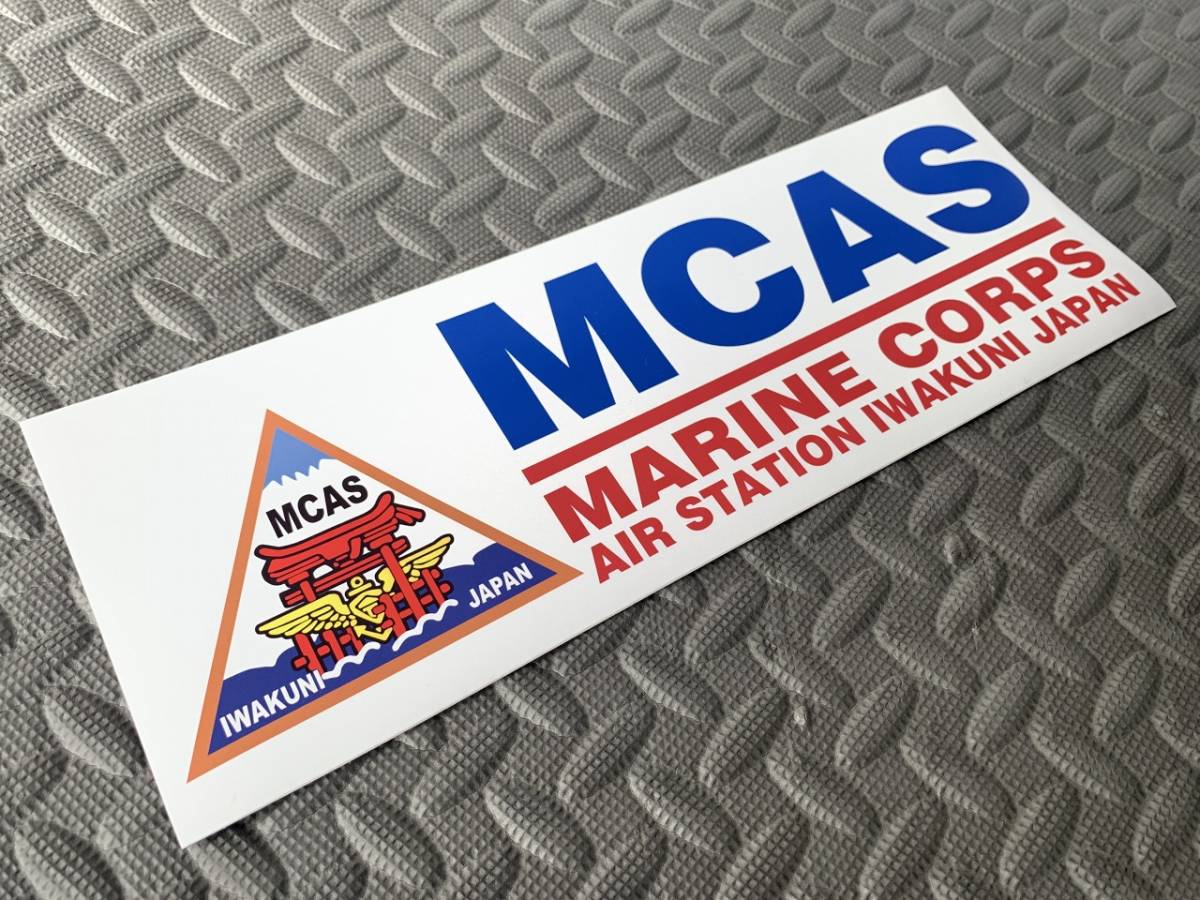 MCAS
MARINE CORPS
AIR STATION IWAKUNI JAPAN
MCAS
IWAKUNI
JAPAN